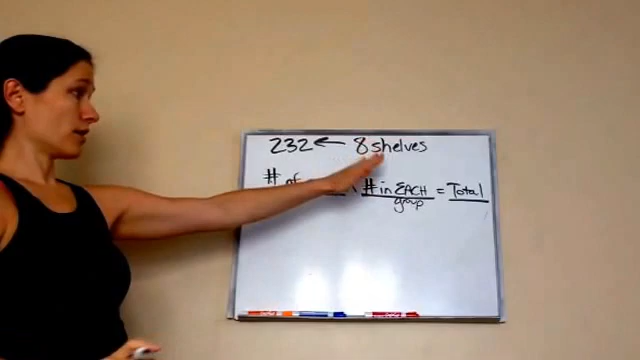 232 ← 8 shelves
# of # in EACH = Total
group